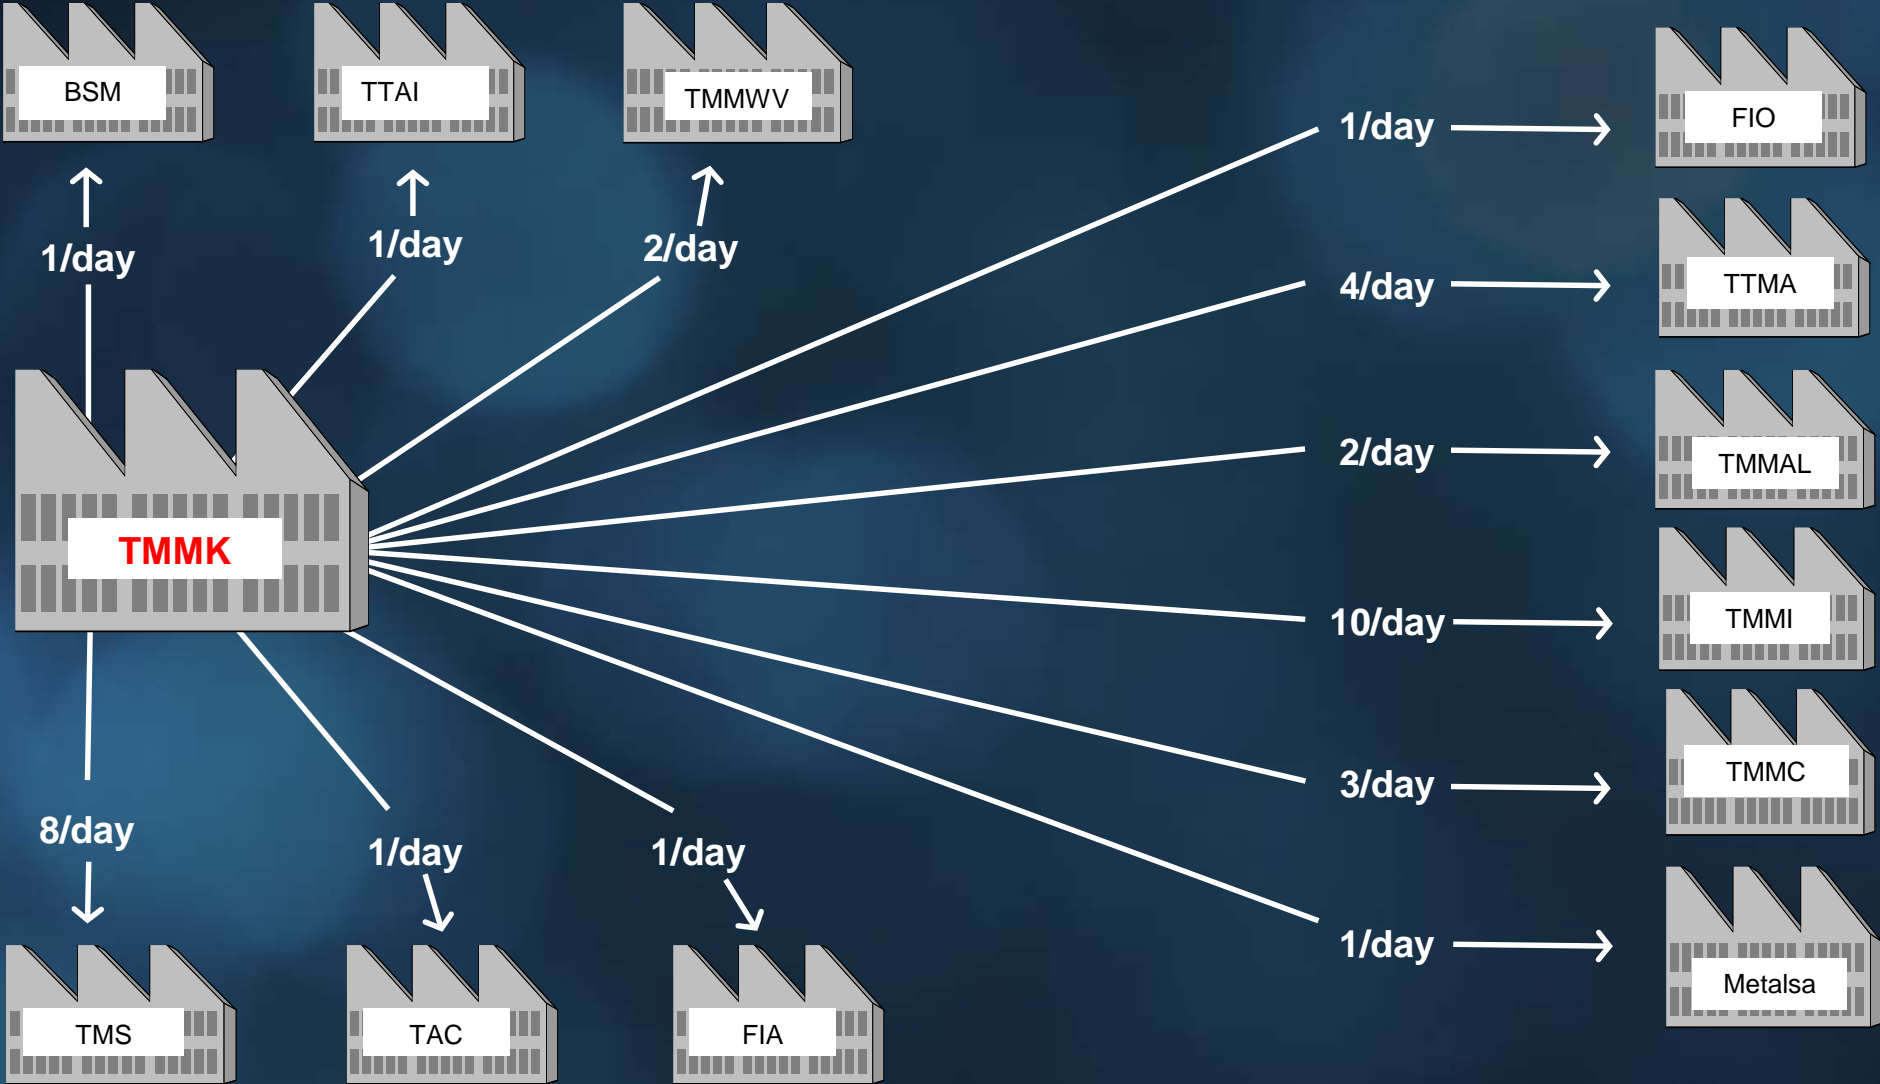 BSM
TTAI
TMMWV
1/day
FIO
1/day
1/day
2/day
4/day
TTMA
2/day
TMMAL
TMMK
10/day
TMMI
3/day
TMMC
8/day
1/day
1/day
1/day
Metalsa
TMS
TAC
FIA